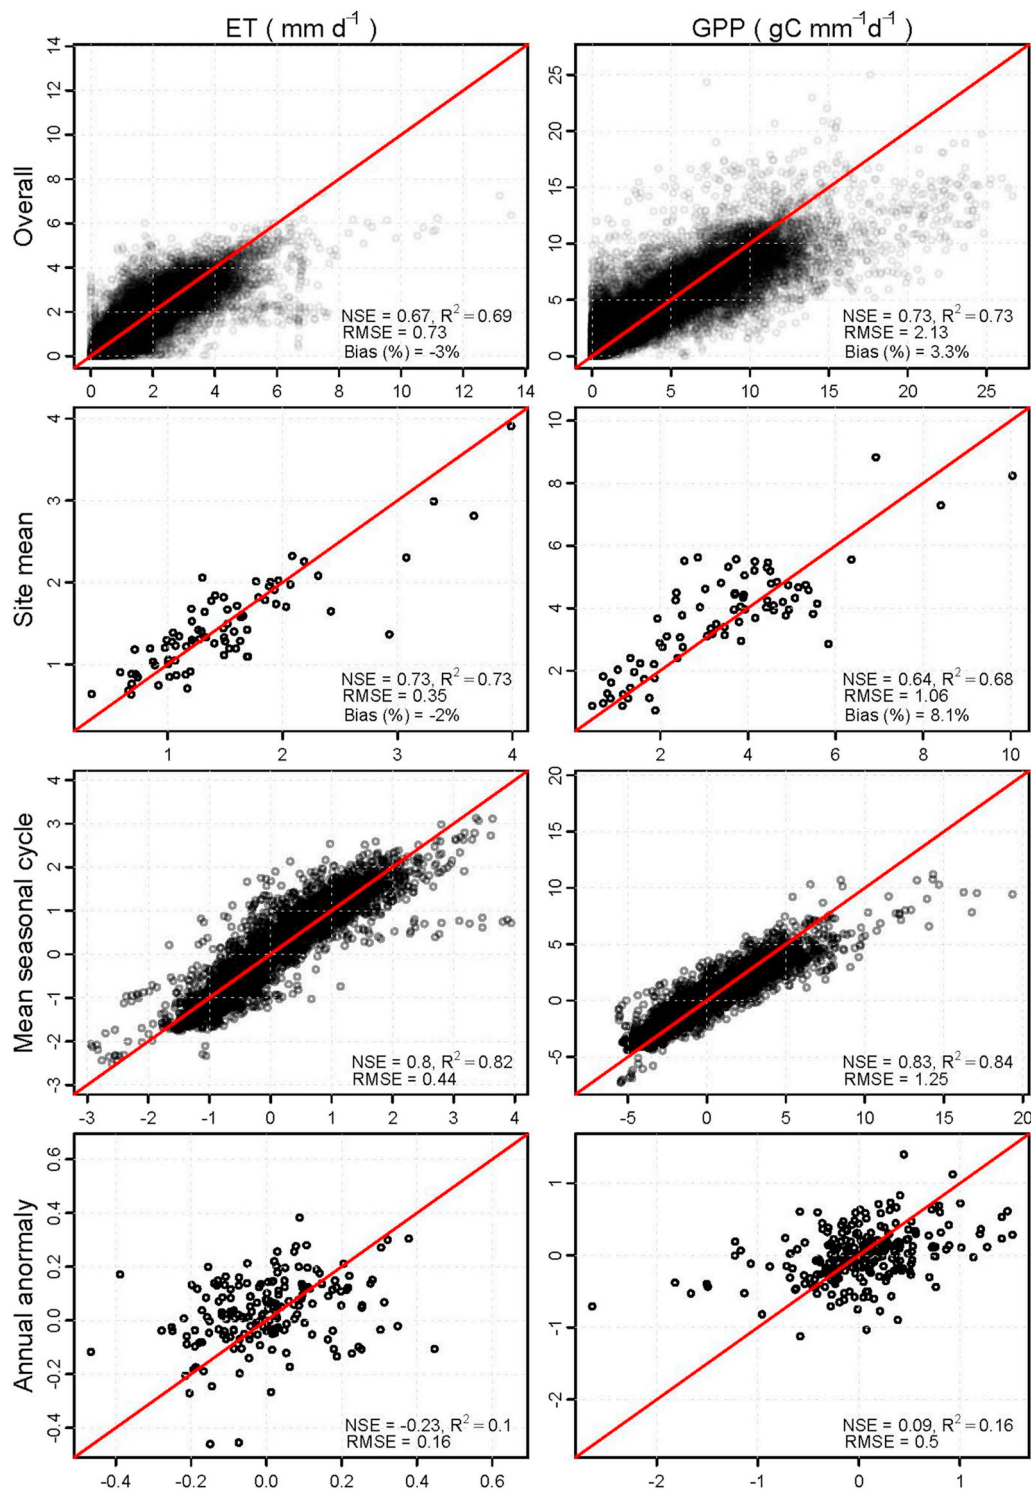 ET ( mm d⁻¹ )
GPP ( gC mm⁻¹d⁻¹ )
Overall
14
12
10
8
6
4
2
0
NSE = 0.67, R² = 0.69
RMSE = 0.73
Bias (%) = -3%
0 2 4 6 8 10 12 14
25
20
15
10
5
0
NSE = 0.73, R² = 0.73
RMSE = 2.13
Bias (%) = 3.3%
0 5 10 15 20 25
Site mean
4
3
2
1
NSE = 0.73, R² = 0.73
RMSE = 0.35
Bias (%) = -2%
1 2 3 4
10
8
6
4
2
NSE = 0.64, R² = 0.68
RMSE = 1.06
Bias (%) = 8.1%
2 4 6 8 10
Mean seasonal cycle
4
3
2
1
0
-1
-2
-3
NSE = 0.8, R² = 0.82
RMSE = 0.44
-3 -2 -1 0 1 2 3 4
20
15
10
5
0
-5
NSE = 0.83, R² = 0.84
RMSE = 1.25
-5 0 5 10 15 20
Annual anormaly
0.6
0.4
0.2
0.0
-0.2
-0.4
NSE = -0.23, R² = 0.1
RMSE = 0.16
-0.4 -0.2 0.0 0.2 0.4 0.6
1
0
-1
-2
NSE = 0.09, R² = 0.16
RMSE = 0.5
-2 -1 0 1